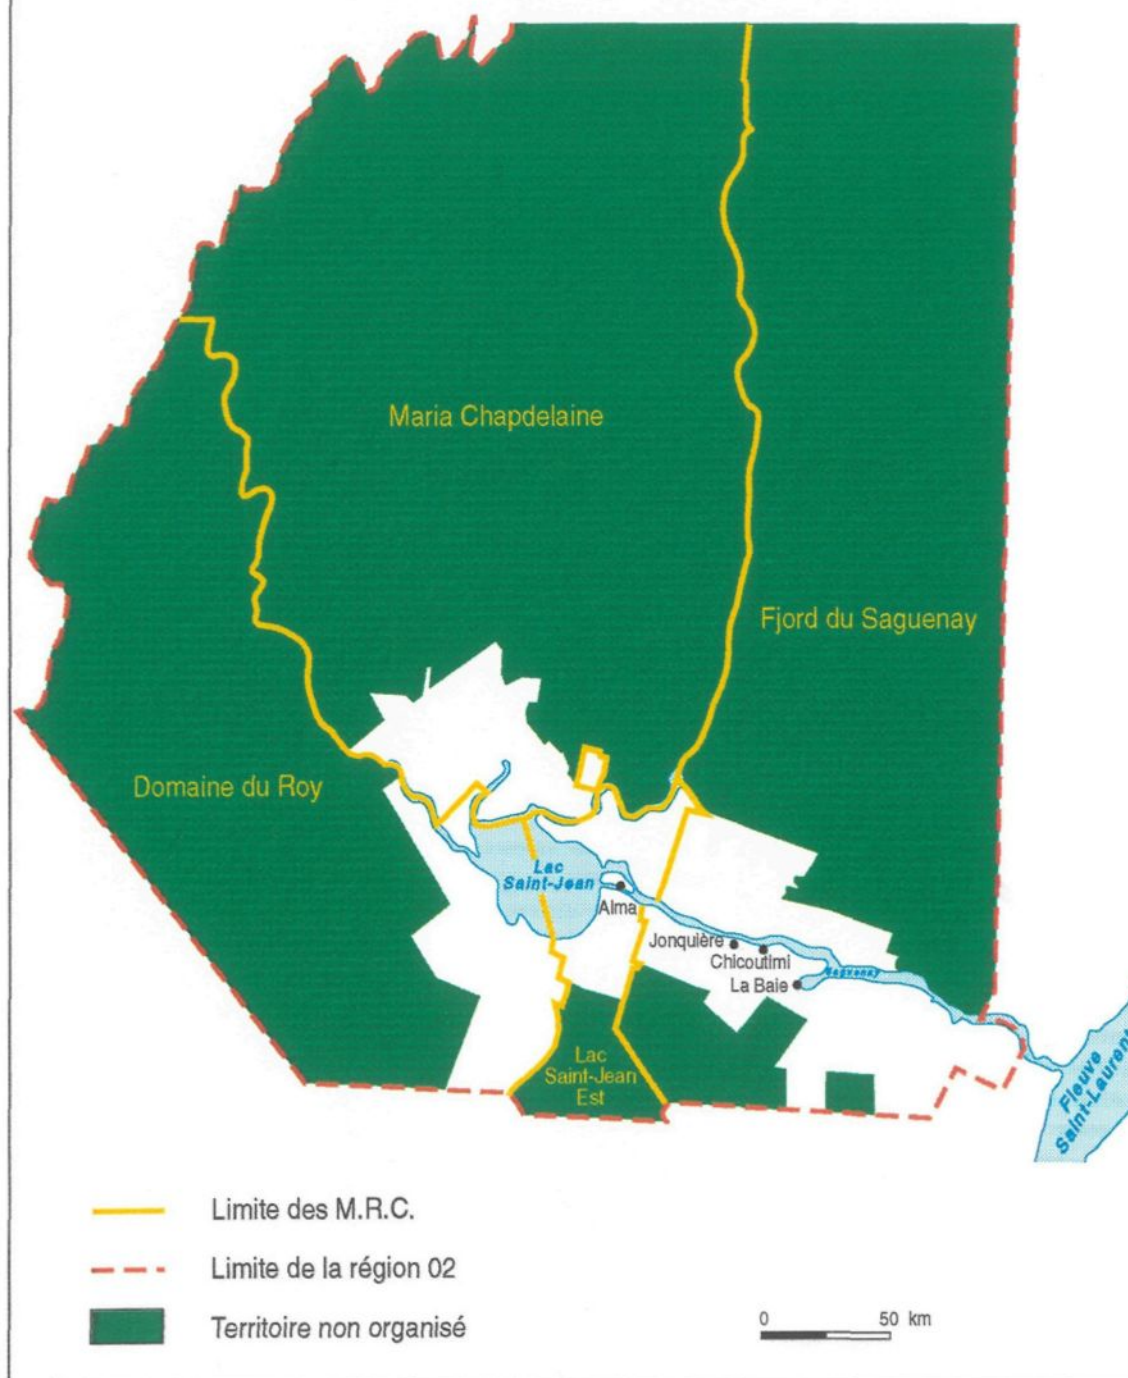 Maria Chapdelaine
Fjord du Saguenay
Domaine du Roy
Lac
Saint-Jean
Alma
Jonquière
Chicoutimi
La Baie
Saguenay
Lac
Saint-Jean
Est
Fleuve
Saint-Laurent
Limite des M.R.C.
Limite de la région 02
Territoire non organisé
0 50 km